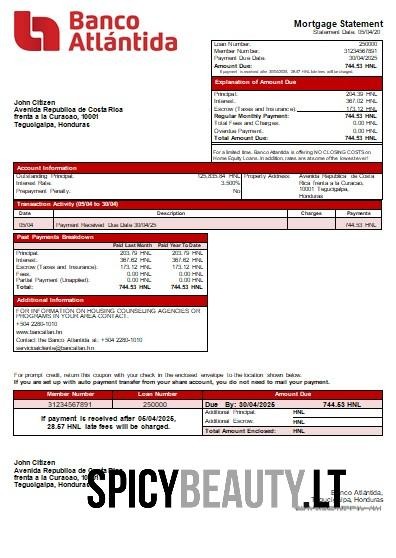 Banco
Atlántida
Mortgage Statement
Statement Date: 05/04/20
Loan Number: 250000
Member Number: 31234567891
Payment Due Date: 30/04/2025
Amount Due: 744.53 HNL
If payment is received after 30/04/2025, 28.57 HNL late fees will be charged.
Explanation of Amount Due
Principal: 204.39 HNL
Interest: 367.02 HNL
Escrow (Taxes and Insurance): 173.12 HNL
Regular Monthly Payment: 744.53 HNL
Total Fees and Charges: 0.00 HNL
Overdue Payment: 0.00 HNL
Total Amount Due: 744.53 HNL
For a limited time, Banco Atlantida is offering NO CLOSING COSTS on
Home Equity Loans. In addition, rates are at one of the lowest ever!
John Citizen
Avenida Republica de Costa Rica
frenta a la Curaoao, 10001
Tegucigalpa, Honduras
Account Information
Outstanding Principal: 125,835.84 HNL
Interest Rate: 3.500%
Prepayment Penalty: No
Property Address: Avenida Republica de Costa
Rica frenta a la Curacao,
10001 Tegucigalpa,
Honduras
Transaction Activity (05/04 to 30/04)
Date Description Charges Payments
05/04 Payment Received Due Date 30/04/25 744.53 HNL
Past Payments Breakdown
Paid Last Month Paid Year To Date
Principal: 203.79 HNL 203.79 HNL
Interest: 367.62 HNL 367.62 HNL
Escrow (Taxes and Insurance): 173.12 HNL 173.12 HNL
Fees: 0.00 HNL 0.00 HNL
Partial Payment (Unapplied): 0.00 HNL 0.00 HNL
Total: 744.53 HNL 744.53 HNL
Additional Information
FOR INFORMATION ON HOUSING COUNSELING AGENCIES OR
PROGRAMS IN YOUR AREA CONTACT:
+504 2280-1010
www.bancatlan.hn
Contact the Banco Atlantida at: +504 2280-1010
servicioalcliente@bancatlan.hn
For prompt credit, return this coupon with your check in the enclosed envelope to the location shown below.
If you are set up with auto payment transfer from your share account, you do not need to mail your payment.
Member Number Loan Number Amount Due
31234567891 250000 Due By: 30/04/2025 744.53 HNL
If payment is received after 05/04/2025,
28.57 HNL late fees will be charged.
Additional Principal: HNL
Additional Escrow: HNL
Total Amount Enclosed: HNL
John Citizen
Avenida Republica de Costa Rica
frenta a la Curaoao,
Tegucigalpa, Honduras
SPICYBEAUTY.LT
Banco Atlántida,
Tegucigalpa, Honduras